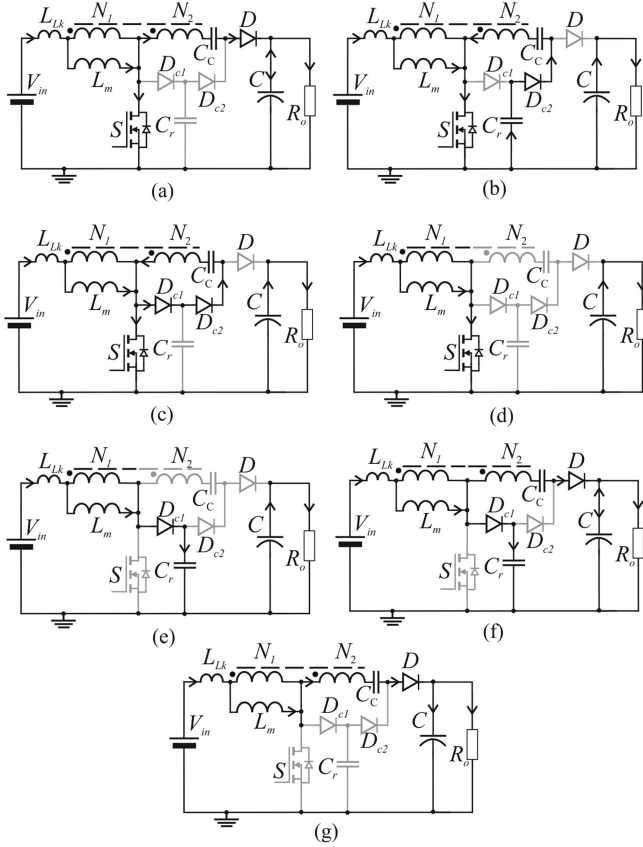 L_Lk N_1 N_2 D
L_m C_C
V_in D_c1 D_c2 C
S C_r R_o
(a)
L_Lk N_1 N_2 D
L_m C_C
V_in D_c1 D_c2 C
S C_r R_o
(b)
L_Lk N_1 N_2 D
L_m C_C
V_in D_c1 D_c2 C
S C_r R_o
(c)
L_Lk N_1 N_2 D
L_m C_C
V_in D_c1 D_c2 C
S C_r R_o
(d)
L_Lk N_1 N_2 D
L_m C_C
V_in D_c1 D_c2 C
S C_r R_o
(e)
L_Lk N_1 N_2 D
L_m C_C
V_in D_c1 D_c2 C
S C_r R_o
(f)
L_Lk N_1 N_2 D
L_m C_C
V_in D_c1 D_c2 C
S C_r R_o
(g)